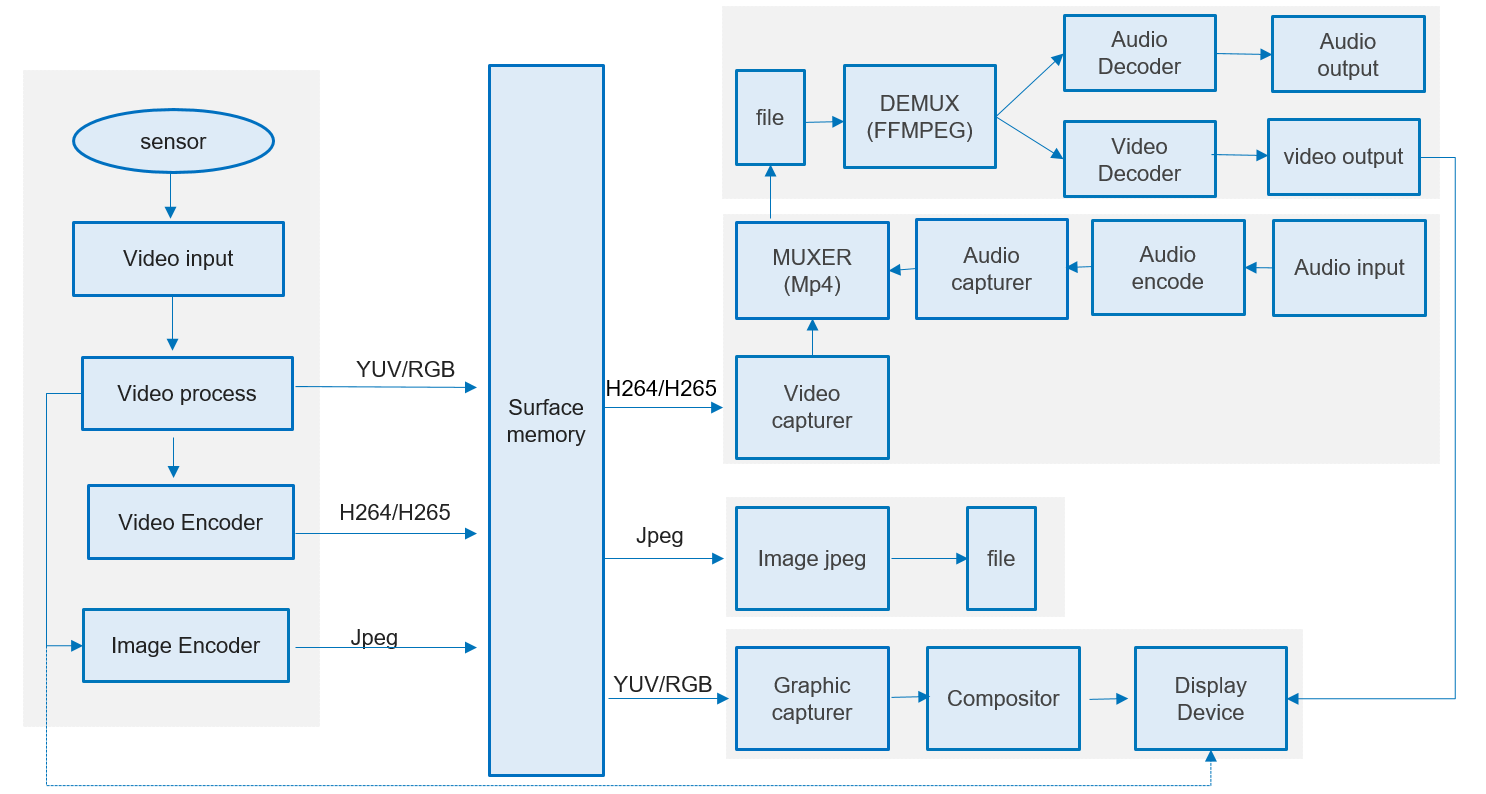 sensor
Video input
Video process
Video Encoder
Image Encoder
YUV/RGB
H264/H265
Jpeg
Surface
memory
H264/H265
Jpeg
YUV/RGB
file
DEMUX
(FFMPEG)
Audio
Decoder
Audio
output
Video
Decoder
video output
MUXER
(Mp4)
Audio
capturer
Audio
encode
Audio input
Video
capturer
Image jpeg
file
Graphic
capturer
Compositor
Display
Device